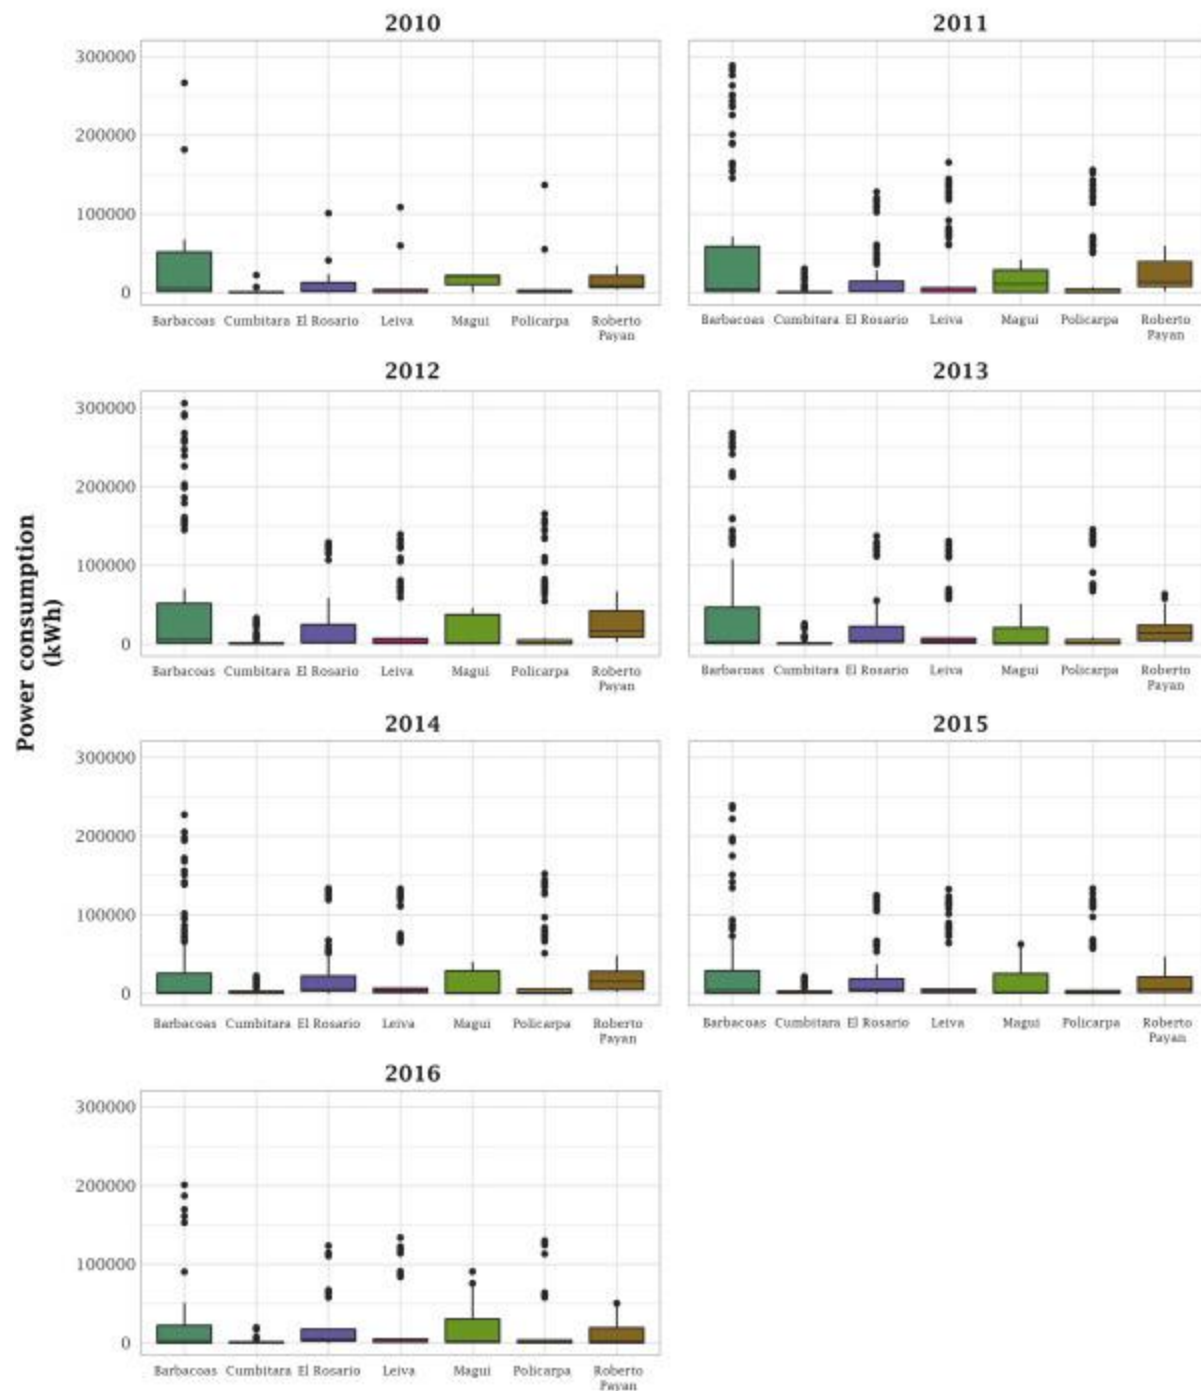 2010
2011
300000
200000
100000
0
Barbacoas Cumbitara El Rosario Leiva Magui Policarpa Roberto
Payan
Barbacoas Cumbitara El Rosario Leiva Magui Policarpa Roberto
Payan
2012
2013
300000
200000
100000
0
Barbacoas Cumbitara El Rosario Leiva Magui Policarpa Roberto
Payan
Barbacoas Cumbitara El Rosario Leiva Magui Policarpa Roberto
Payan
Power consumption
(kWh)
2014
2015
300000
200000
100000
0
Barbacoas Cumbitara El Rosario Leiva Magui Policarpa Roberto
Payan
Barbacoas Cumbitara El Rosario Leiva Magui Policarpa Roberto
Payan
2016
300000
200000
100000
0
Barbacoas Cumbitara El Rosario Leiva Magui Policarpa Roberto
Payan